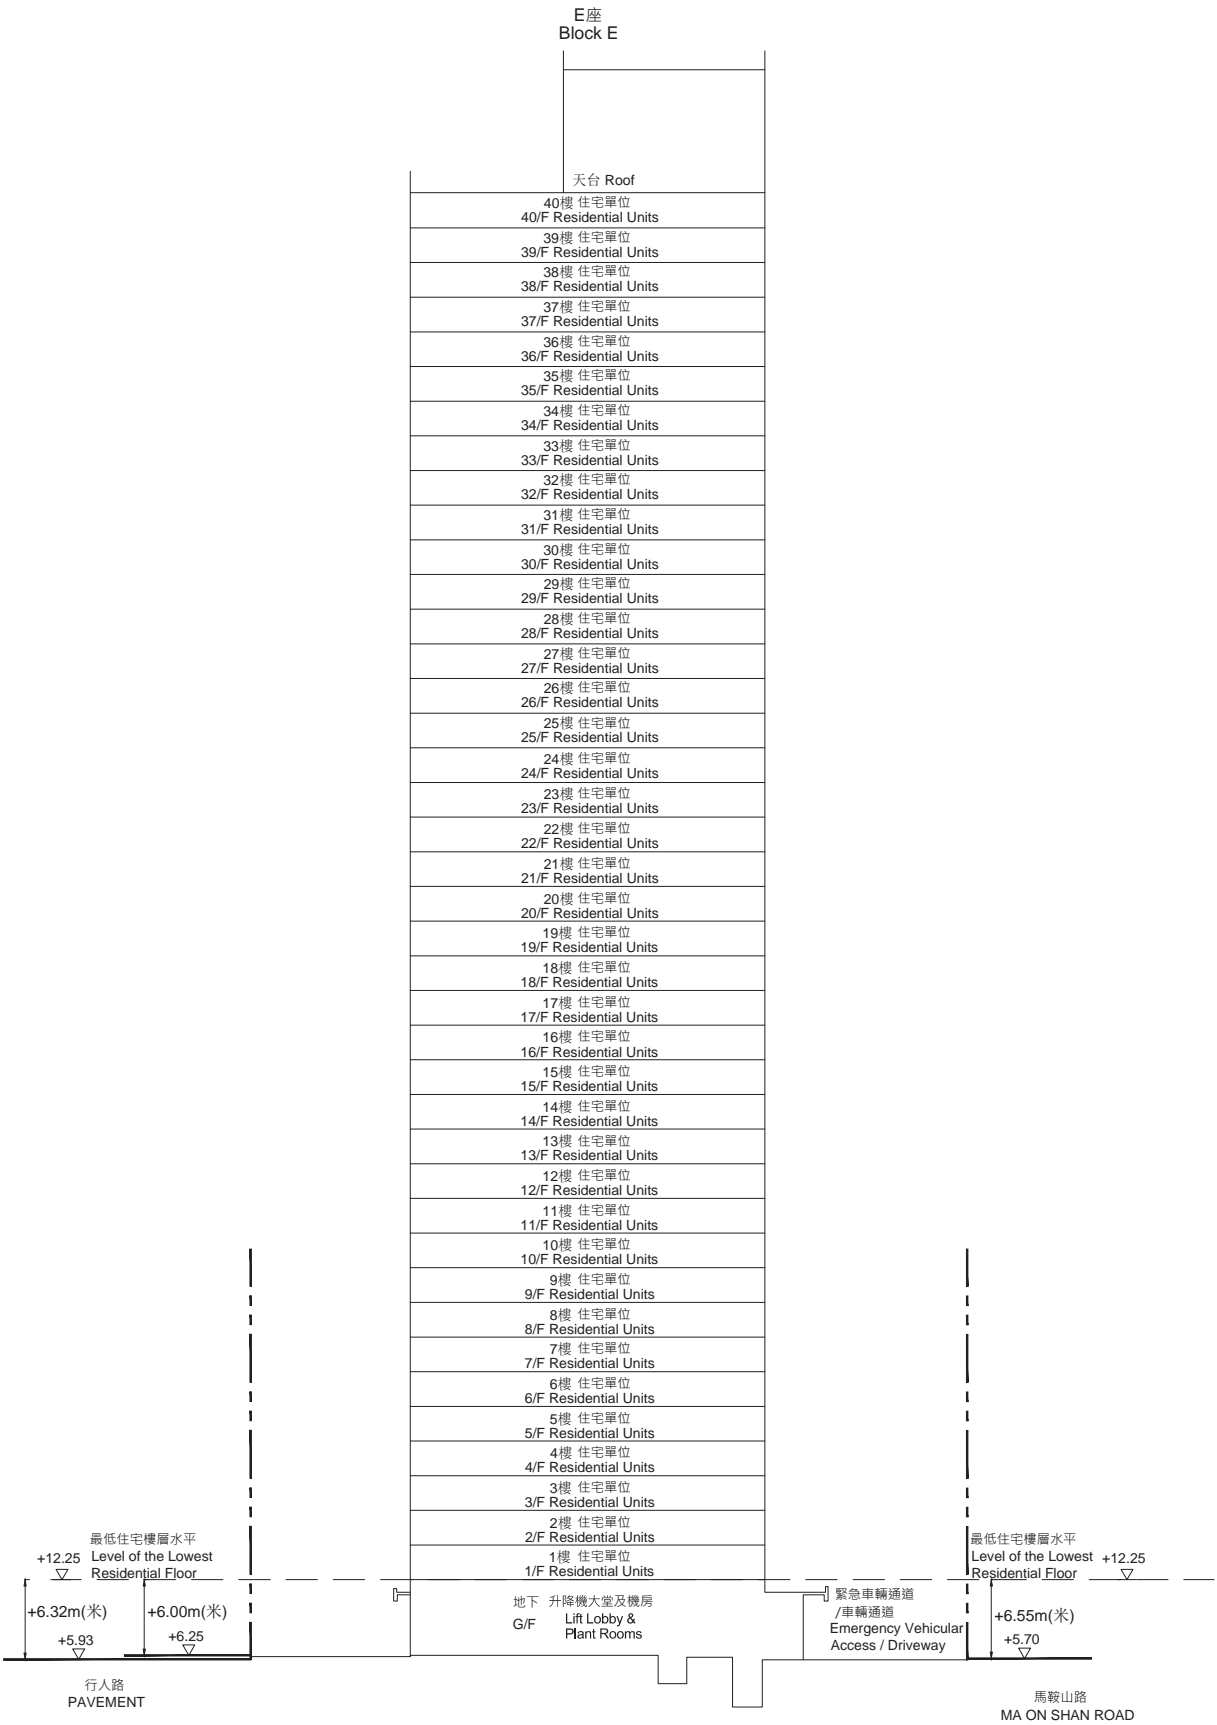 E座
Block E
天台 Roof
40樓 住宅單位
40/F Residential Units
39樓 住宅單位
39/F Residential Units
38樓 住宅單位
38/F Residential Units
37樓 住宅單位
37/F Residential Units
36樓 住宅單位
36/F Residential Units
35樓 住宅單位
35/F Residential Units
34樓 住宅單位
34/F Residential Units
33樓 住宅單位
33/F Residential Units
32樓 住宅單位
32/F Residential Units
31樓 住宅單位
31/F Residential Units
30樓 住宅單位
30/F Residential Units
29樓 住宅單位
29/F Residential Units
28樓 住宅單位
28/F Residential Units
27樓 住宅單位
27/F Residential Units
26樓 住宅單位
26/F Residential Units
25樓 住宅單位
25/F Residential Units
24樓 住宅單位
24/F Residential Units
23樓 住宅單位
23/F Residential Units
22樓 住宅單位
22/F Residential Units
21樓 住宅單位
21/F Residential Units
20樓 住宅單位
20/F Residential Units
19樓 住宅單位
19/F Residential Units
18樓 住宅單位
18/F Residential Units
17樓 住宅單位
17/F Residential Units
16樓 住宅單位
16/F Residential Units
15樓 住宅單位
15/F Residential Units
14樓 住宅單位
14/F Residential Units
13樓 住宅單位
13/F Residential Units
12樓 住宅單位
12/F Residential Units
11樓 住宅單位
11/F Residential Units
10樓 住宅單位
10/F Residential Units
9樓 住宅單位
9/F Residential Units
8樓 住宅單位
8/F Residential Units
7樓 住宅單位
7/F Residential Units
6樓 住宅單位
6/F Residential Units
5樓 住宅單位
5/F Residential Units
4樓 住宅單位
4/F Residential Units
3樓 住宅單位
3/F Residential Units
2樓 住宅單位
2/F Residential Units
1樓 住宅單位
1/F Residential Units
最低住宅樓層水平
+12.25 Level of the Lowest
Residential Floor
最低住宅樓層水平
Level of the Lowest +12.25
Residential Floor
+6.32m(米)
+6.00m(米)
+5.93
+6.25
地下 升降機大堂及機房
G/F Lift Lobby &
Plant Rooms
緊急車輛通道
/車輛通道
Emergency Vehicular
Access / Driveway
+6.55m(米)
+5.70
行人路
PAVEMENT
馬鞍山路
MA ON SHAN ROAD